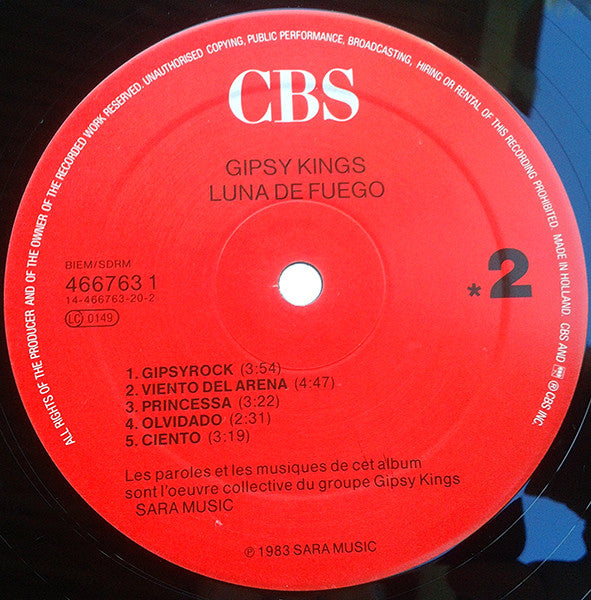 ALL RIGHTS OF THE PRODUCER AND OF THE OWNER OF THE RECORDED WORK RESERVED. UNAUTHORISED COPYING, PUBLIC PERFORMANCE, BROADCASTING, HIRING OR RENTAL OF THIS RECORDING PROHIBITED. MADE IN HOLLAND. CBS AND ® CBS INC.
CBS
GIPSY KINGS
LUNA DE FUEGO
BIEM/SDRM
466763 1
14-466763-20-2
LC 0149
*2
1. GIPSYROCK (3:54)
2. VIENTO DEL ARENA (4:47)
3. PRINCESSA (3:22)
4. OLVIDADO (2:31)
5. CIENTO (3:19)
Les paroles et les musiques de cet album
sont l'oeuvre collective du groupe Gipsy Kings
SARA MUSIC
℗ 1983 SARA MUSIC